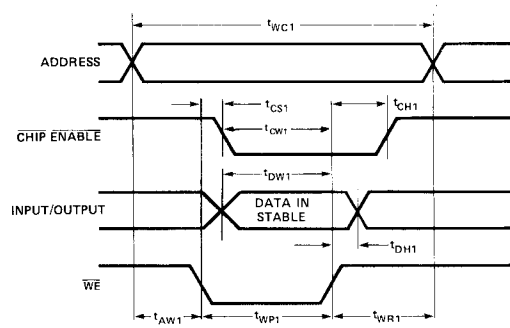 tWC1
ADDRESS
tCS1
tCH1
CHIP ENABLE
tCW1
tDW1
INPUT/OUTPUT
DATA IN
STABLE
tDH1
WE
tAW1
tWP1
tWR1